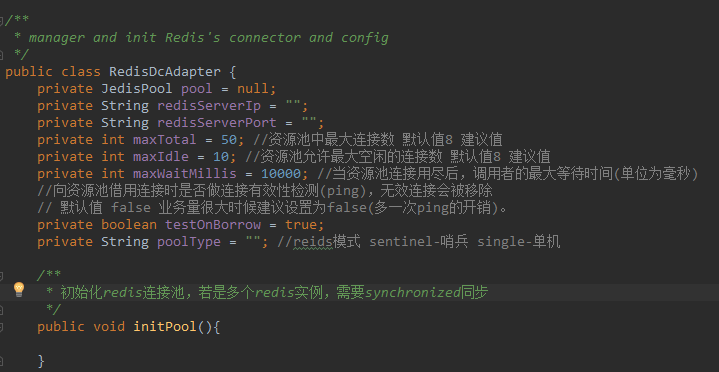 /**
 * manager and init Redis's connector and config
 */
public class RedisDcAdapter {
    private JedisPool pool = null;
    private String redisServerIp = "";
    private String redisServerPort = "";
    private int maxTotal = 50; //资源池中最大连接数 默认值8 建议值
    private int maxIdle = 10; //资源池允许最大空闲的连接数 默认值8 建议值
    private int maxWaitMillis = 10000; //当资源池连接用尽后，调用者的最大等待时间(单位为毫秒)
    //向资源池借用连接时是否做连接有效性检测(ping)，无效连接会被移除
    // 默认值 false 业务量很大时候建议设置为false(多一次ping的开销)。
    private boolean testOnBorrow = true;
    private String poolType = ""; //reids模式 sentinel-哨兵 single-单机
    /**
     * 初始化redis连接池，若是多个redis实例，需要synchronized同步
     */
    public void initPool(){
    }